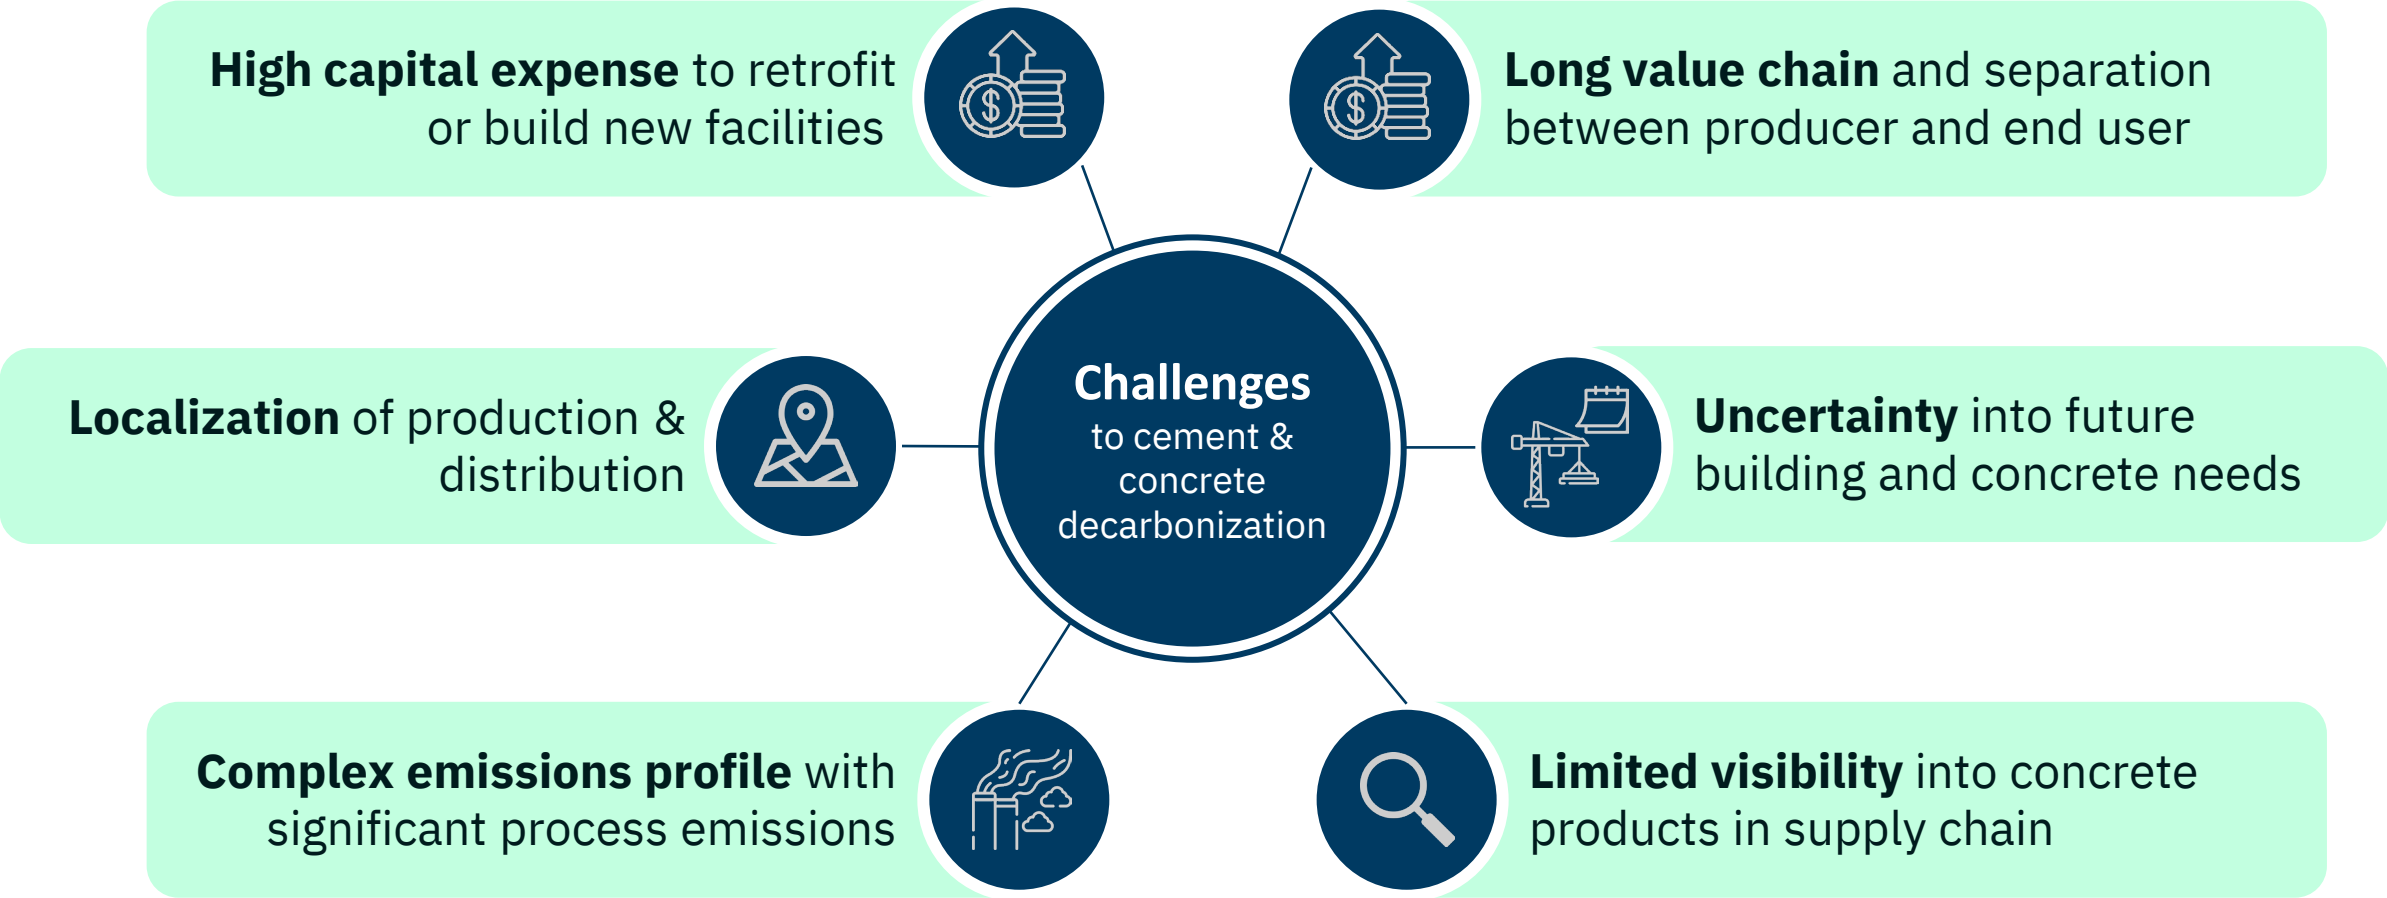 High capital expense to retrofit
or build new facilities
Long value chain and separation
between producer and end user
Challenges
to cement &
concrete
decarbonization
Localization of production &
distribution
Uncertainty into future
building and concrete needs
Complex emissions profile with
significant process emissions
Limited visibility into concrete
products in supply chain